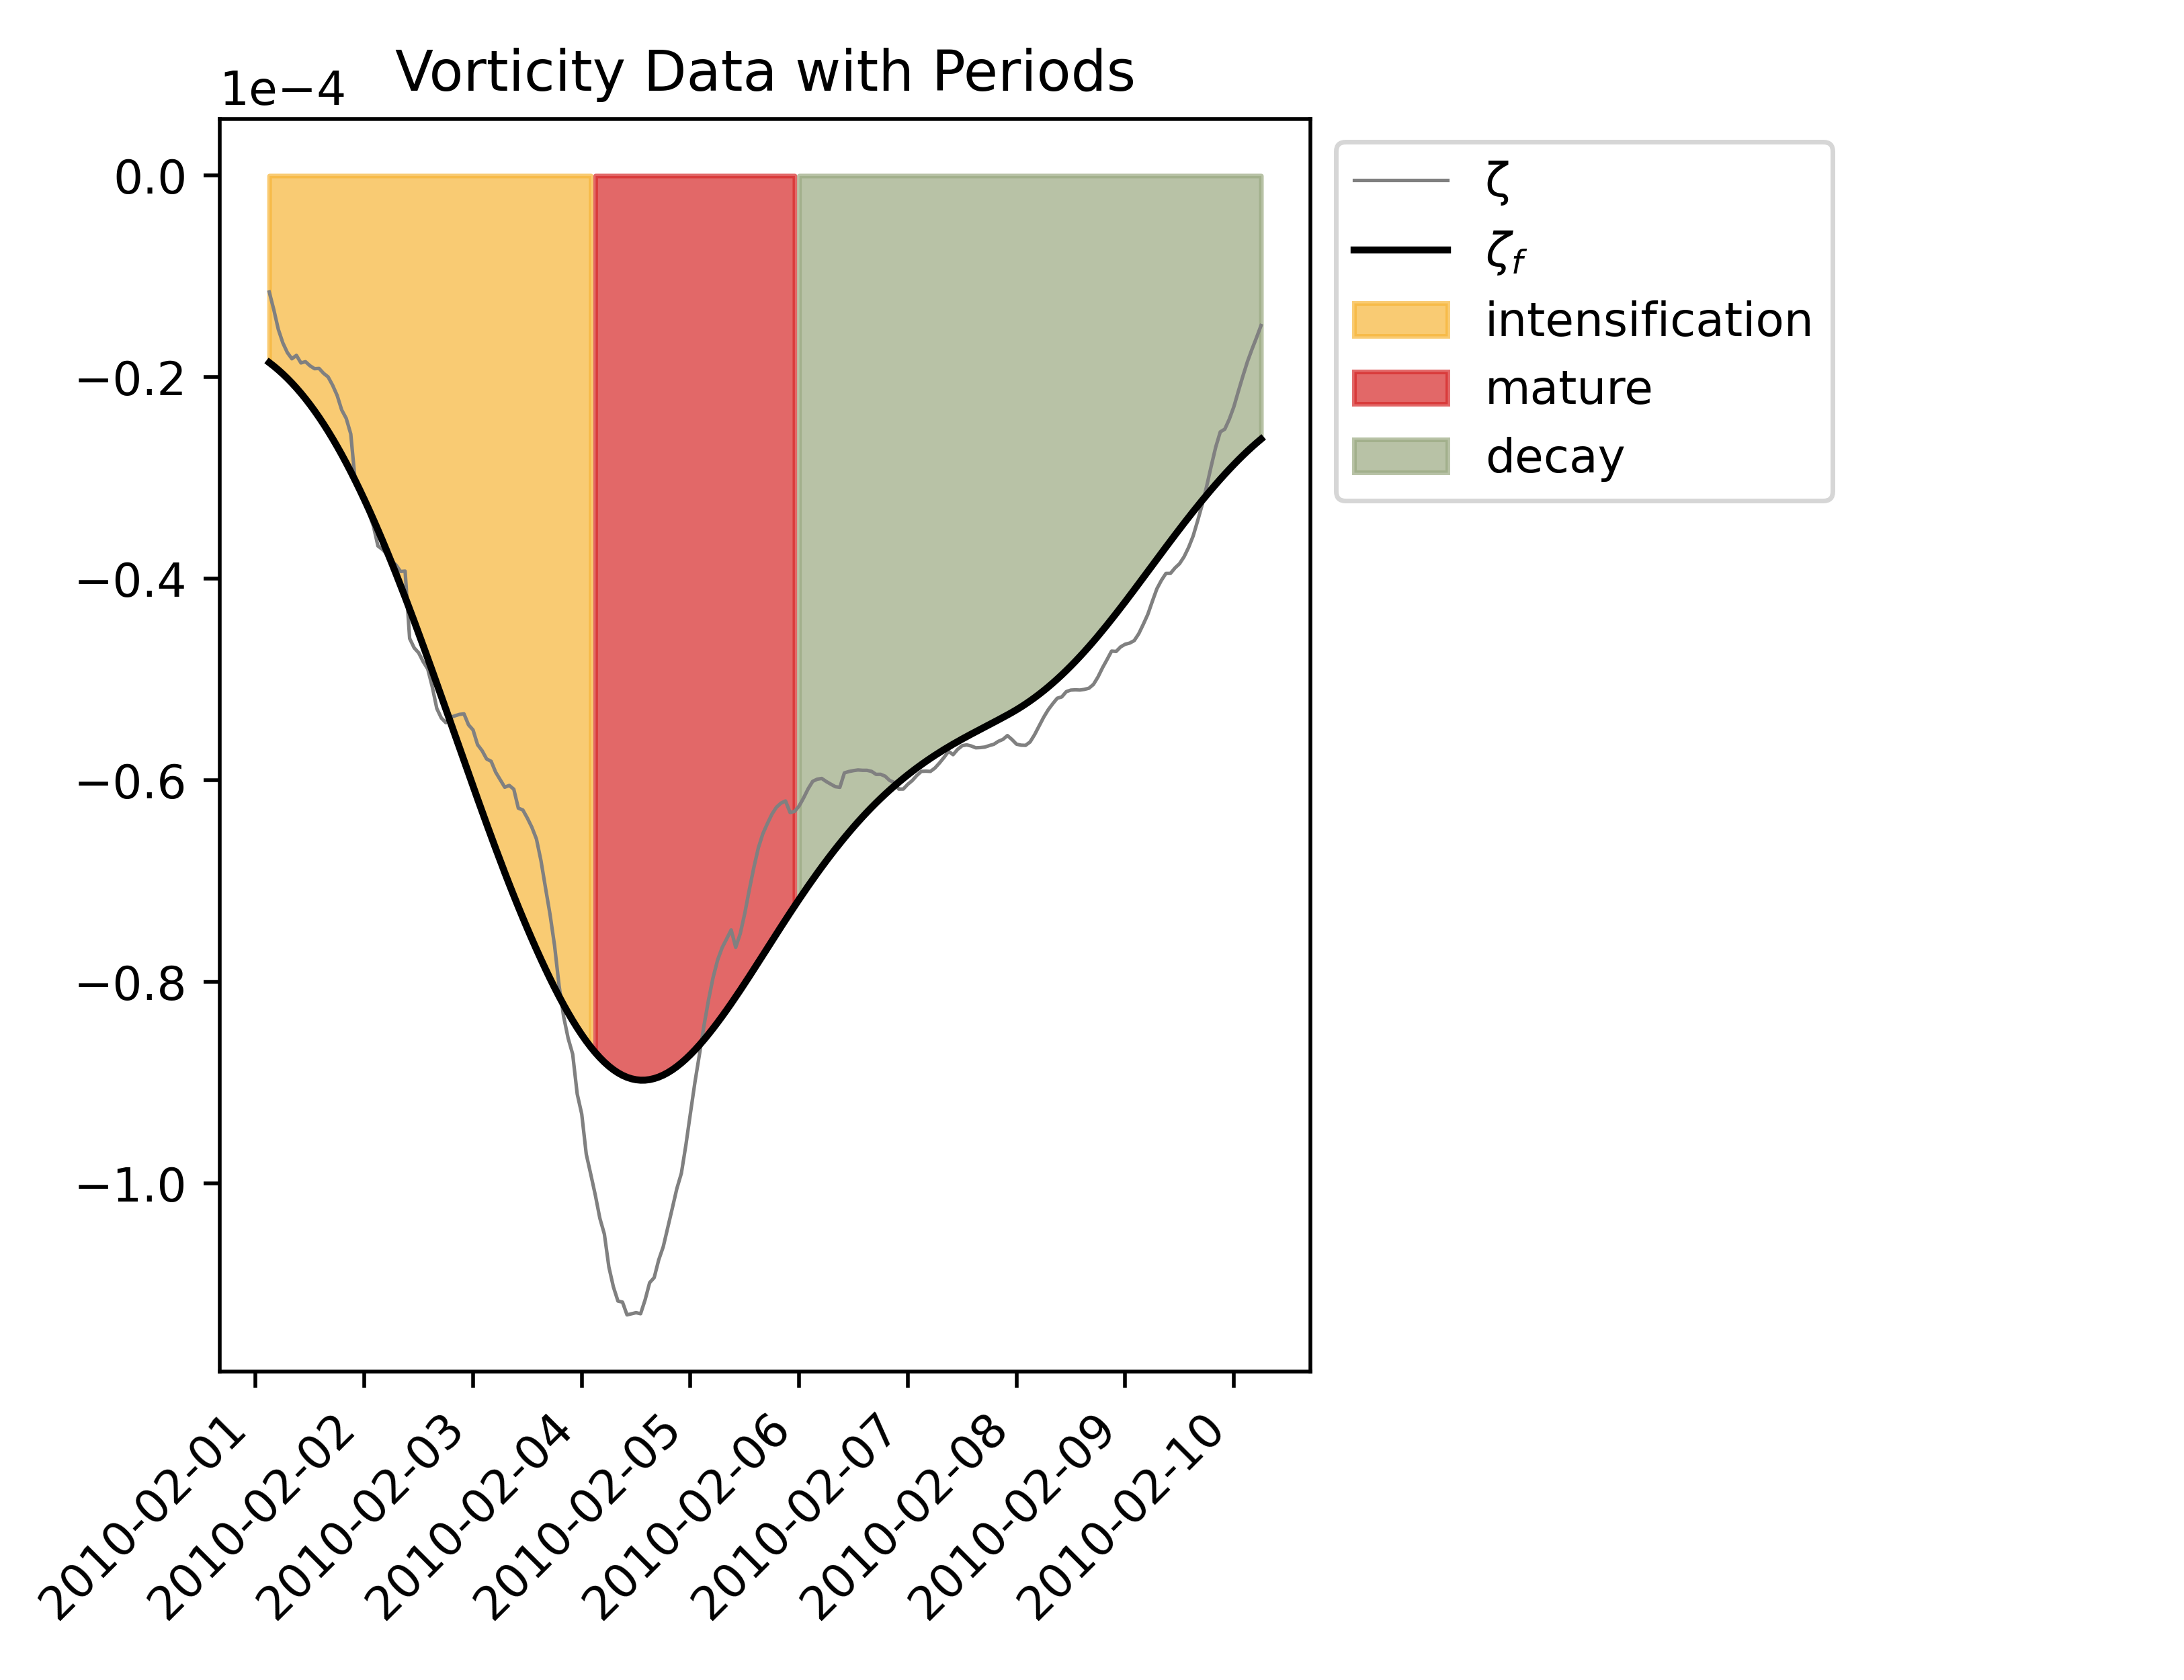 Vorticity Data with Periods
1e−4
0.0
−0.2
−0.4
−0.6
−0.8
−1.0
2010-02-01
2010-02-02
2010-02-03
2010-02-04
2010-02-05
2010-02-06
2010-02-07
2010-02-08
2010-02-09
2010-02-10
ζ
ζf
intensification
mature
decay